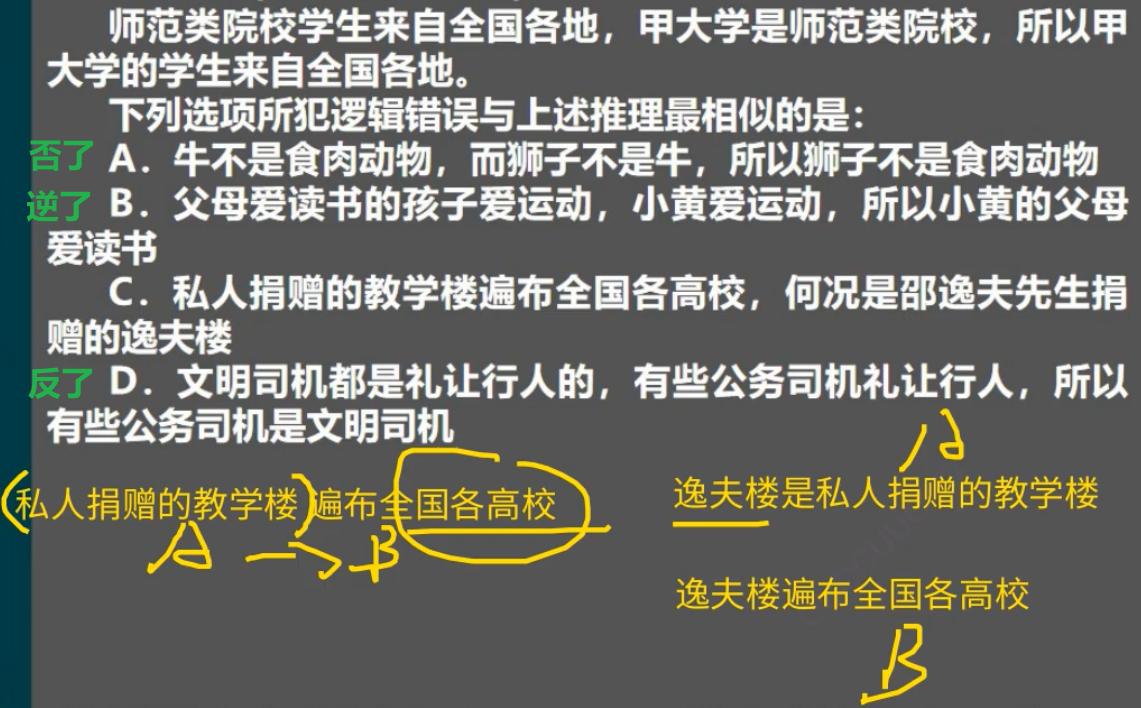 师范类院校学生来自全国各地，甲大学是师范类院校，所以甲
大学的学生来自全国各地。
下列选项所犯逻辑错误与上述推理最相似的是：
否了 A．牛不是食肉动物，而狮子不是牛，所以狮子不是食肉动物
逆了 B．父母爱读书的孩子爱运动，小黄爱运动，所以小黄的父母
爱读书
C．私人捐赠的教学楼遍布全国各高校，何况是邵逸夫先生捐
赠的逸夫楼
反了 D．文明司机都是礼让行人的，有些公务司机礼让行人，所以
有些公务司机是文明司机
A
(私人捐赠的教学楼)遍布全国各高校
逸夫楼是私人捐赠的教学楼
A → B
逸夫楼遍布全国各高校
B